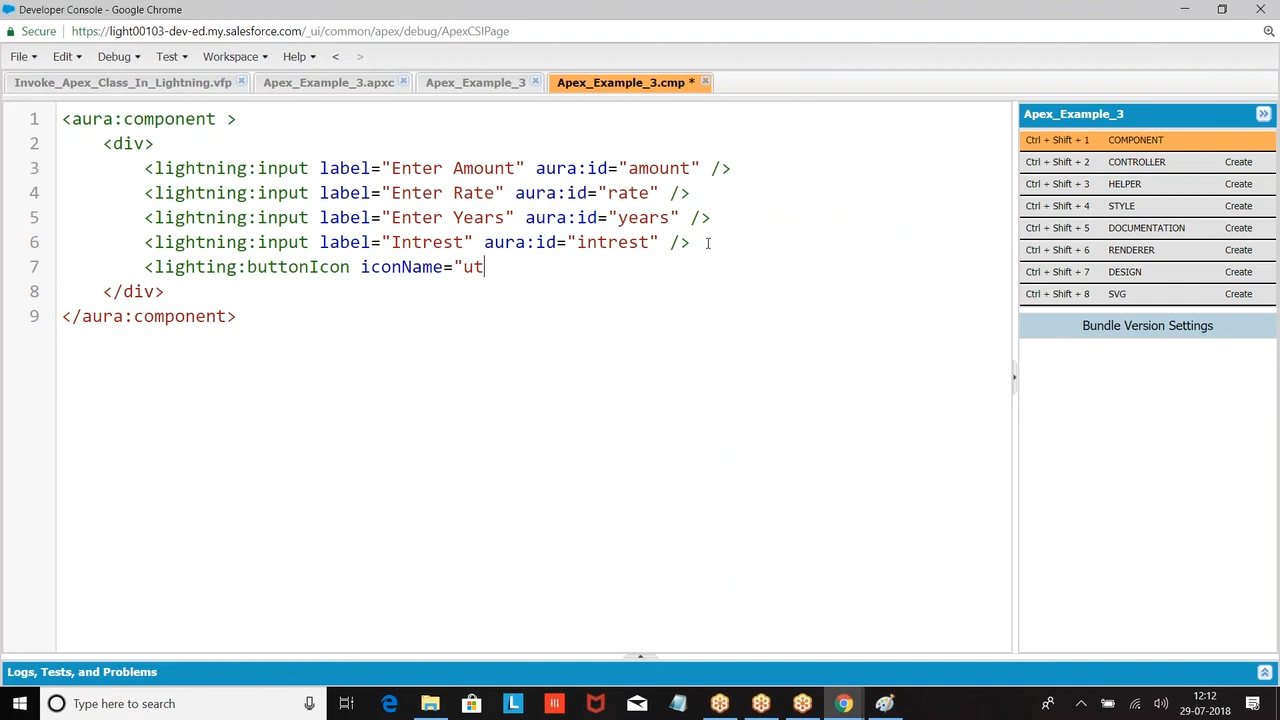 Developer Console - Google Chrome
Secure | https://light00103-dev-ed.my.salesforce.com/_ui/common/apex/debug/ApexCSIPage
File Edit Debug Test Workspace Help < >
Invoke_Apex_Class_In_Lightning.vfp Apex_Example_3.apxc Apex_Example_3 Apex_Example_3.cmp *
1 <aura:component >
2 <div>
3 <lightning:input label="Enter Amount" aura:id="amount" />
4 <lightning:input label="Enter Rate" aura:id="rate" />
5 <lightning:input label="Enter Years" aura:id="years" />
6 <lightning:input label="Intrest" aura:id="intrest" />
7 <lighting:buttonIcon iconName="ut
8 </div>
9 </aura:component>
Apex_Example_3
Ctrl + Shift + 1 COMPONENT
Ctrl + Shift + 2 CONTROLLER Create
Ctrl + Shift + 3 HELPER Create
Ctrl + Shift + 4 STYLE Create
Ctrl + Shift + 5 DOCUMENTATION Create
Ctrl + Shift + 6 RENDERER Create
Ctrl + Shift + 7 DESIGN Create
Ctrl + Shift + 8 SVG Create
Bundle Version Settings
Logs, Tests, and Problems
Type here to search
12:12
29-07-2018